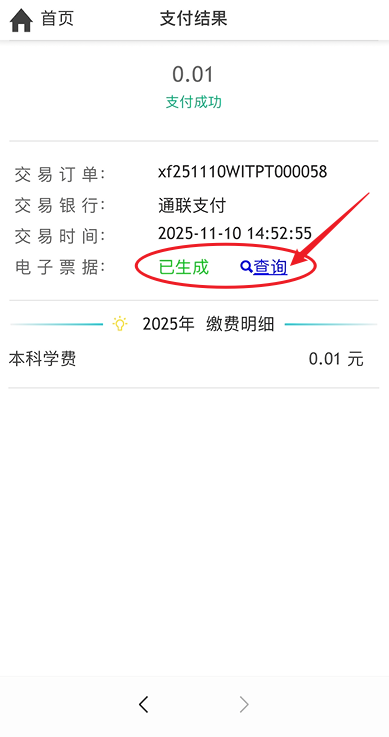 首页 支付结果
0.01
支付成功
交易订单: xf251110WITPT000058
交易银行: 通联支付
交易时间: 2025-11-10 14:52:55
电子票据: 已生成 查询
2025年 缴费明细
本科学费 0.01 元